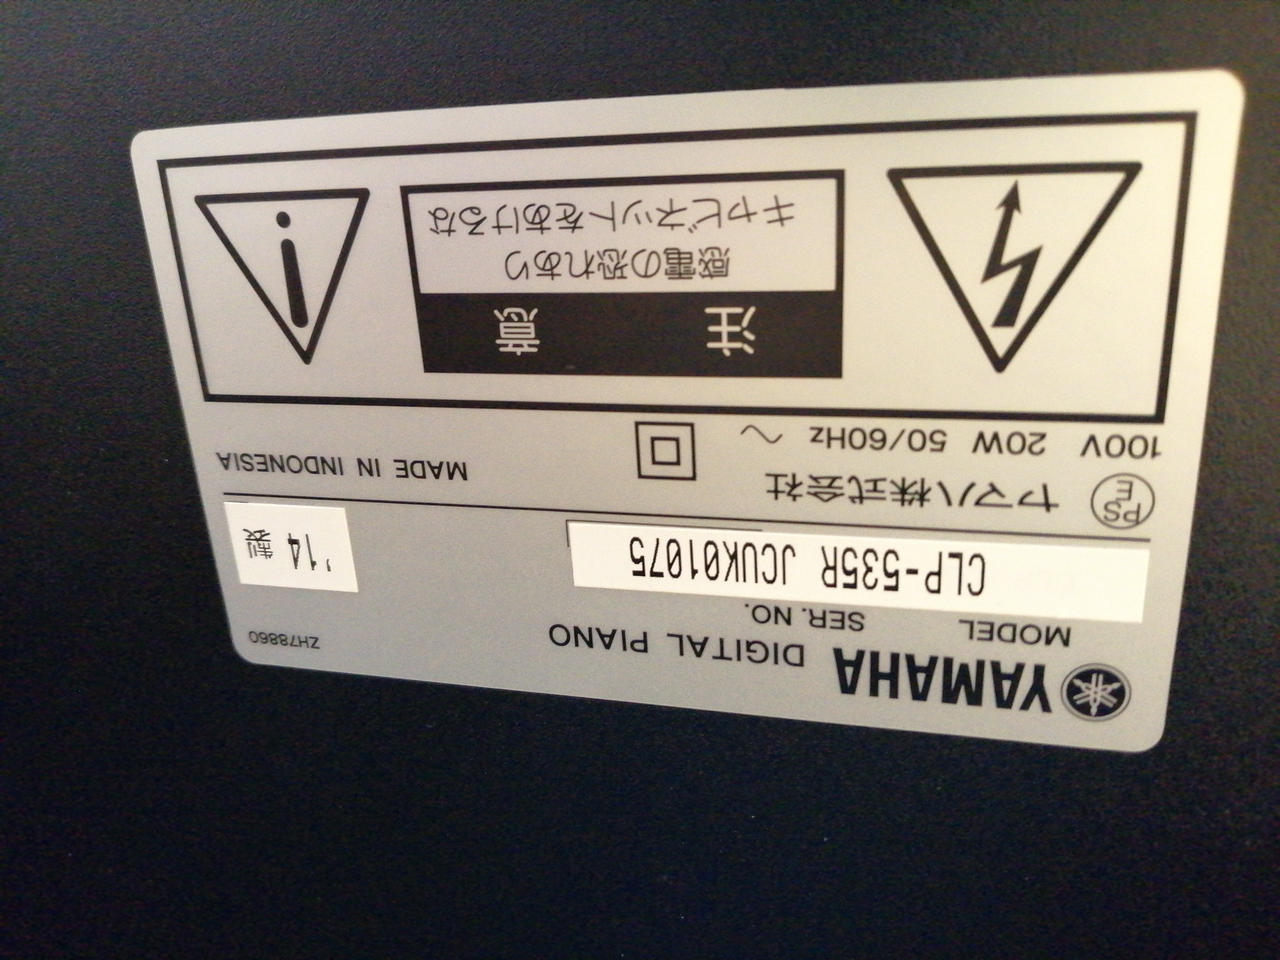 YAMAHA DIGITAL PIANO
ZH78860
MODEL SER. NO.
CLP-535R JCUK01075
'14 製
PS
E
ヤマハ株式会社
100V 20W 50/60Hz ～
MADE IN INDONESIA
注意
感電の恐れあり
キャビネットをあけるな